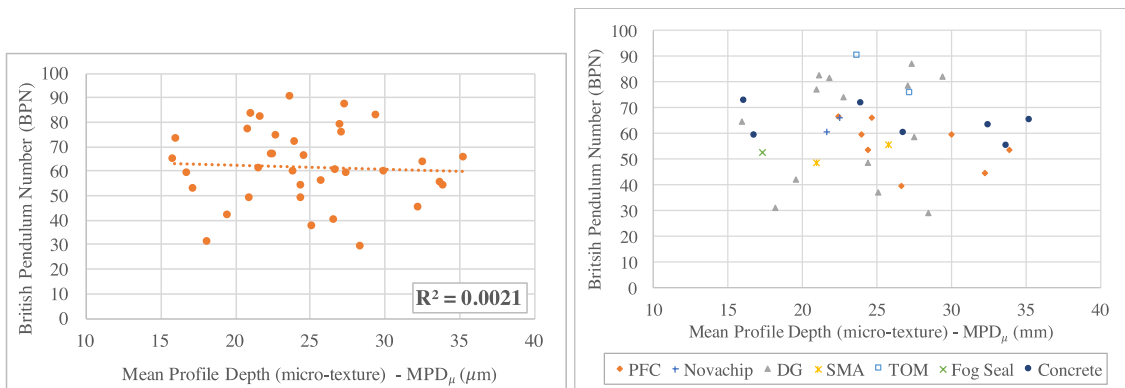 British Pendulum Number (BPN)
100
90
80
70
60
50
40
30
20
10
0
R² = 0.0021
10 15 20 25 30 35 40
Mean Profile Depth (micro-texture) - MPDμ (μm)
Britsih Pendulum Number (BPN)
100
90
80
70
60
50
40
30
20
10
0
10 15 20 25 30 35 40
Mean Profile Depth (micro-texture) - MPDμ (mm)
PFC Novachip DG SMA TOM Fog Seal Concrete